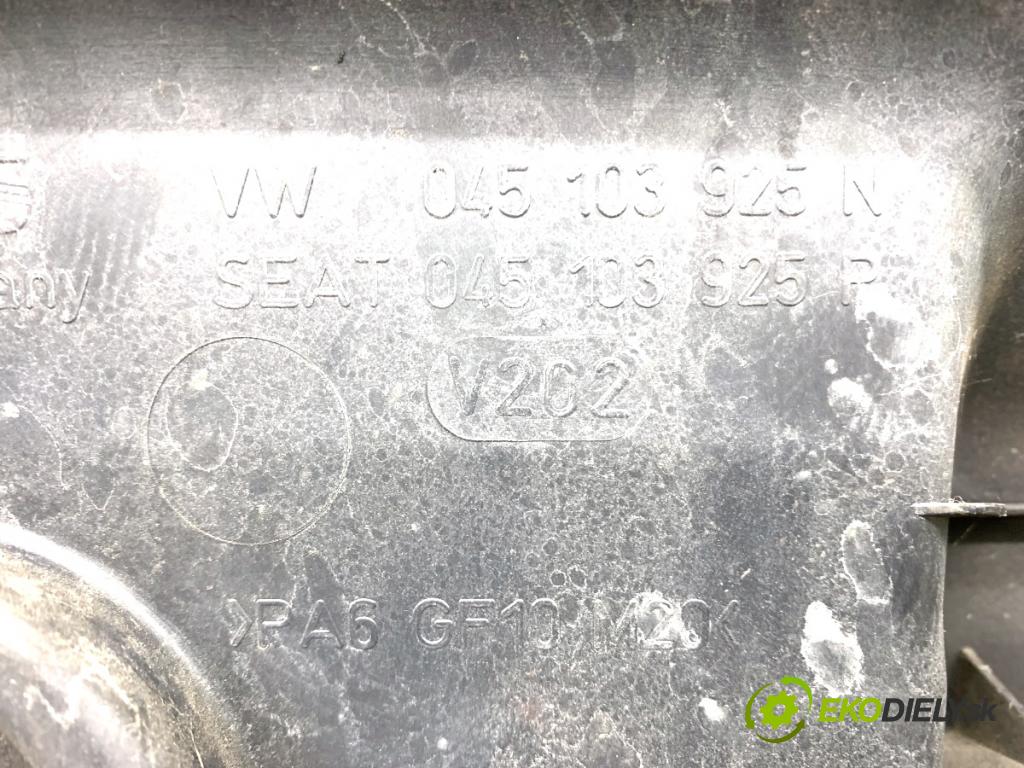 VW 045 103 925 N
any SEAT 045 103 925 P
V202
>PA6 GF10 M20<
EKODIELY.sk